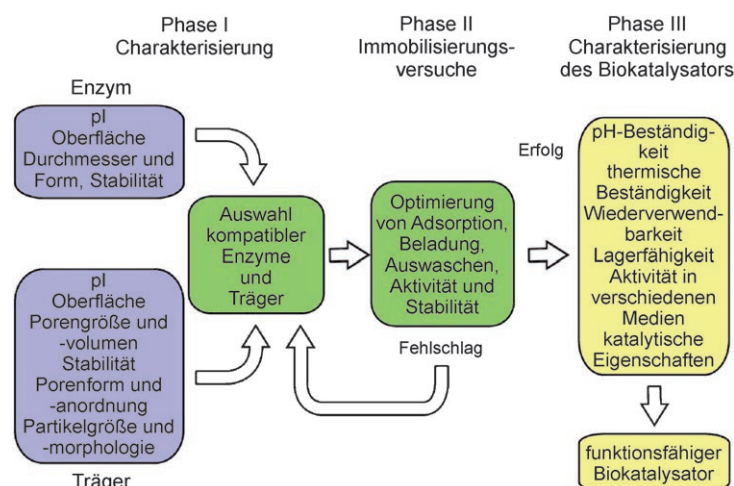 Phase I
Charakterisierung
Phase II
Immobilisierungs-
versuche
Phase III
Charakterisierung
des Biokatalysators
Enzym
pI
Oberfläche
Durchmesser und
Form, Stabilität
Auswahl
kompatibler
Enzyme
und
Träger
pI
Oberfläche
Porengröße und
-volumen
Stabilität
Porenform und
-anordnung
Partikelgröße und
-morphologie
Träger
Optimierung
von Adsorption,
Beladung,
Auswaschen,
Aktivität und
Stabilität
Fehlschlag
Erfolg
pH-Beständig-
keit
thermische
Beständigkeit
Wiederverwend-
barkeit
Lagerfähigkeit
Aktivität in
verschiedenen
Medien
katalytische
Eigenschaften
funktionsfähiger
Biokatalysator